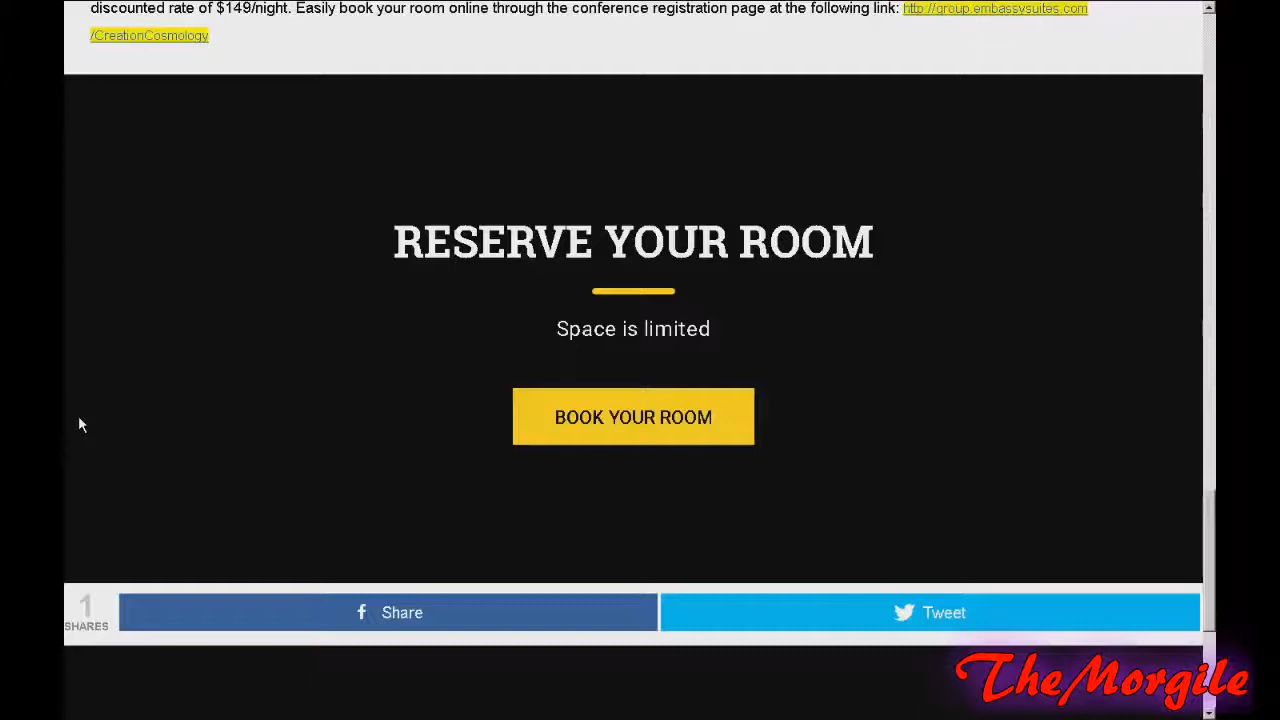 discounted rate of $149/night. Easily book your room online through the conference registration page at the following link: http://group.embassysuites.com
/CreationCosmology
RESERVE YOUR ROOM
Space is limited
BOOK YOUR ROOM
1
SHARES
Share
Tweet
TheMorgile